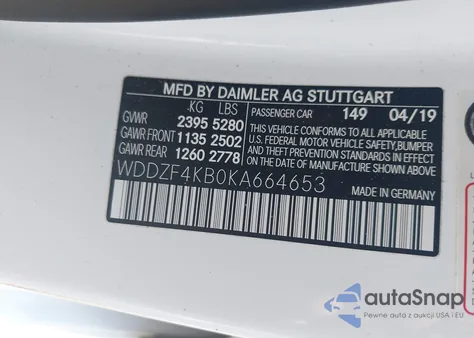 MFD BY DAIMLER AG STUTTGART
KG LBS
PASSENGER CAR 149 04/19
GVWR 2395 5280
GAWR FRONT 1135 2502
GAWR REAR 1260 2778
THIS VEHICLE CONFORMS TO ALL APPLICABLE
FEDERAL MOTOR VEHICLE SAFETY, BUMPER
AND THEFT PREVENTION STANDARDS IN EFFECT
ON THE DATE OF MANUFACTURE SHOWN ABOVE.
WDDZF4KB0KA664653
MADE IN GERMANY
autoSnap
Pewne auta z aukcji USA i EU